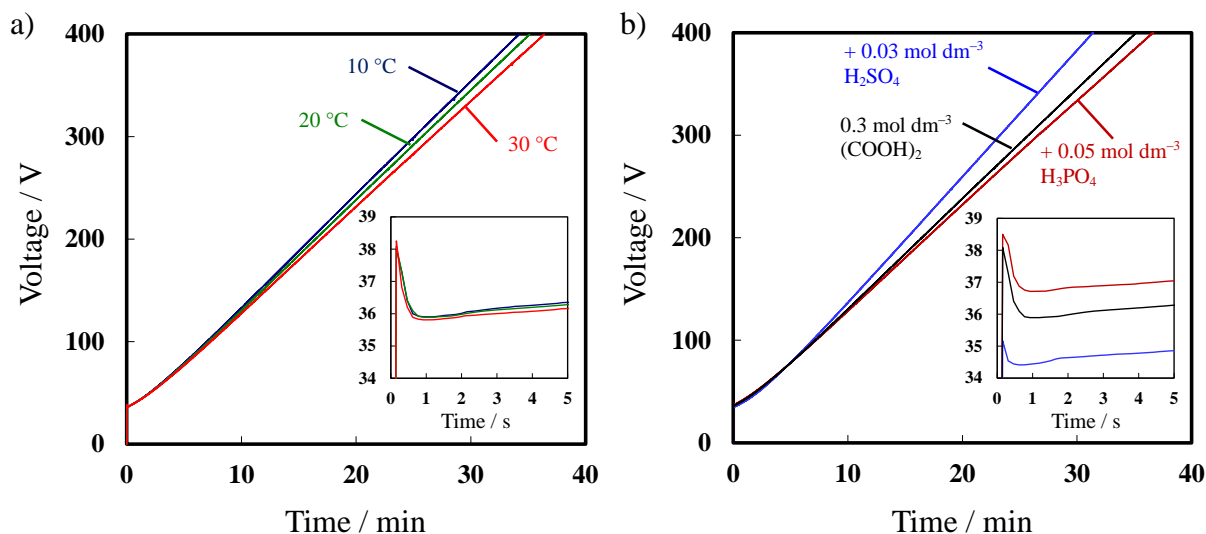 a)
400
300
200
100
0
Voltage / V
10 °C
20 °C
30 °C
39
38
37
36
35
34
0 1 2 3 4 5
Time / s
0 10 20 30 40
Time / min
b)
400
300
200
100
0
Voltage / V
+ 0.03 mol dm⁻³
H₂SO₄
0.3 mol dm⁻³
(COOH)₂
+ 0.05 mol dm⁻³
H₃PO₄
39
38
37
36
35
34
0 1 2 3 4 5
Time / s
0 10 20 30 40
Time / min